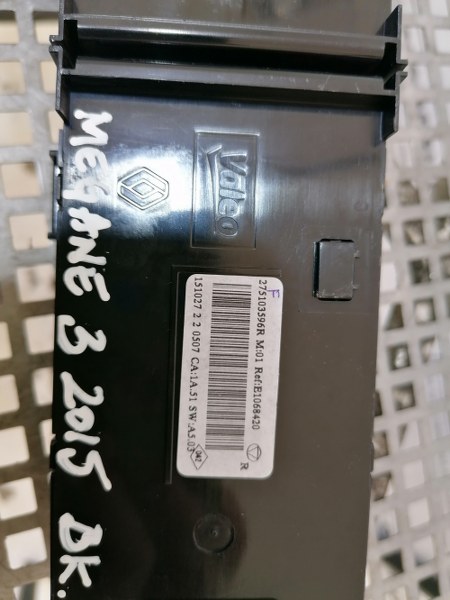 MEGANE 3 2015 BK.
Valeo
275103596R M:01 Ref:E1068420
F
R
151027 2 2 0507 CA:1A.51 SW:A5.03